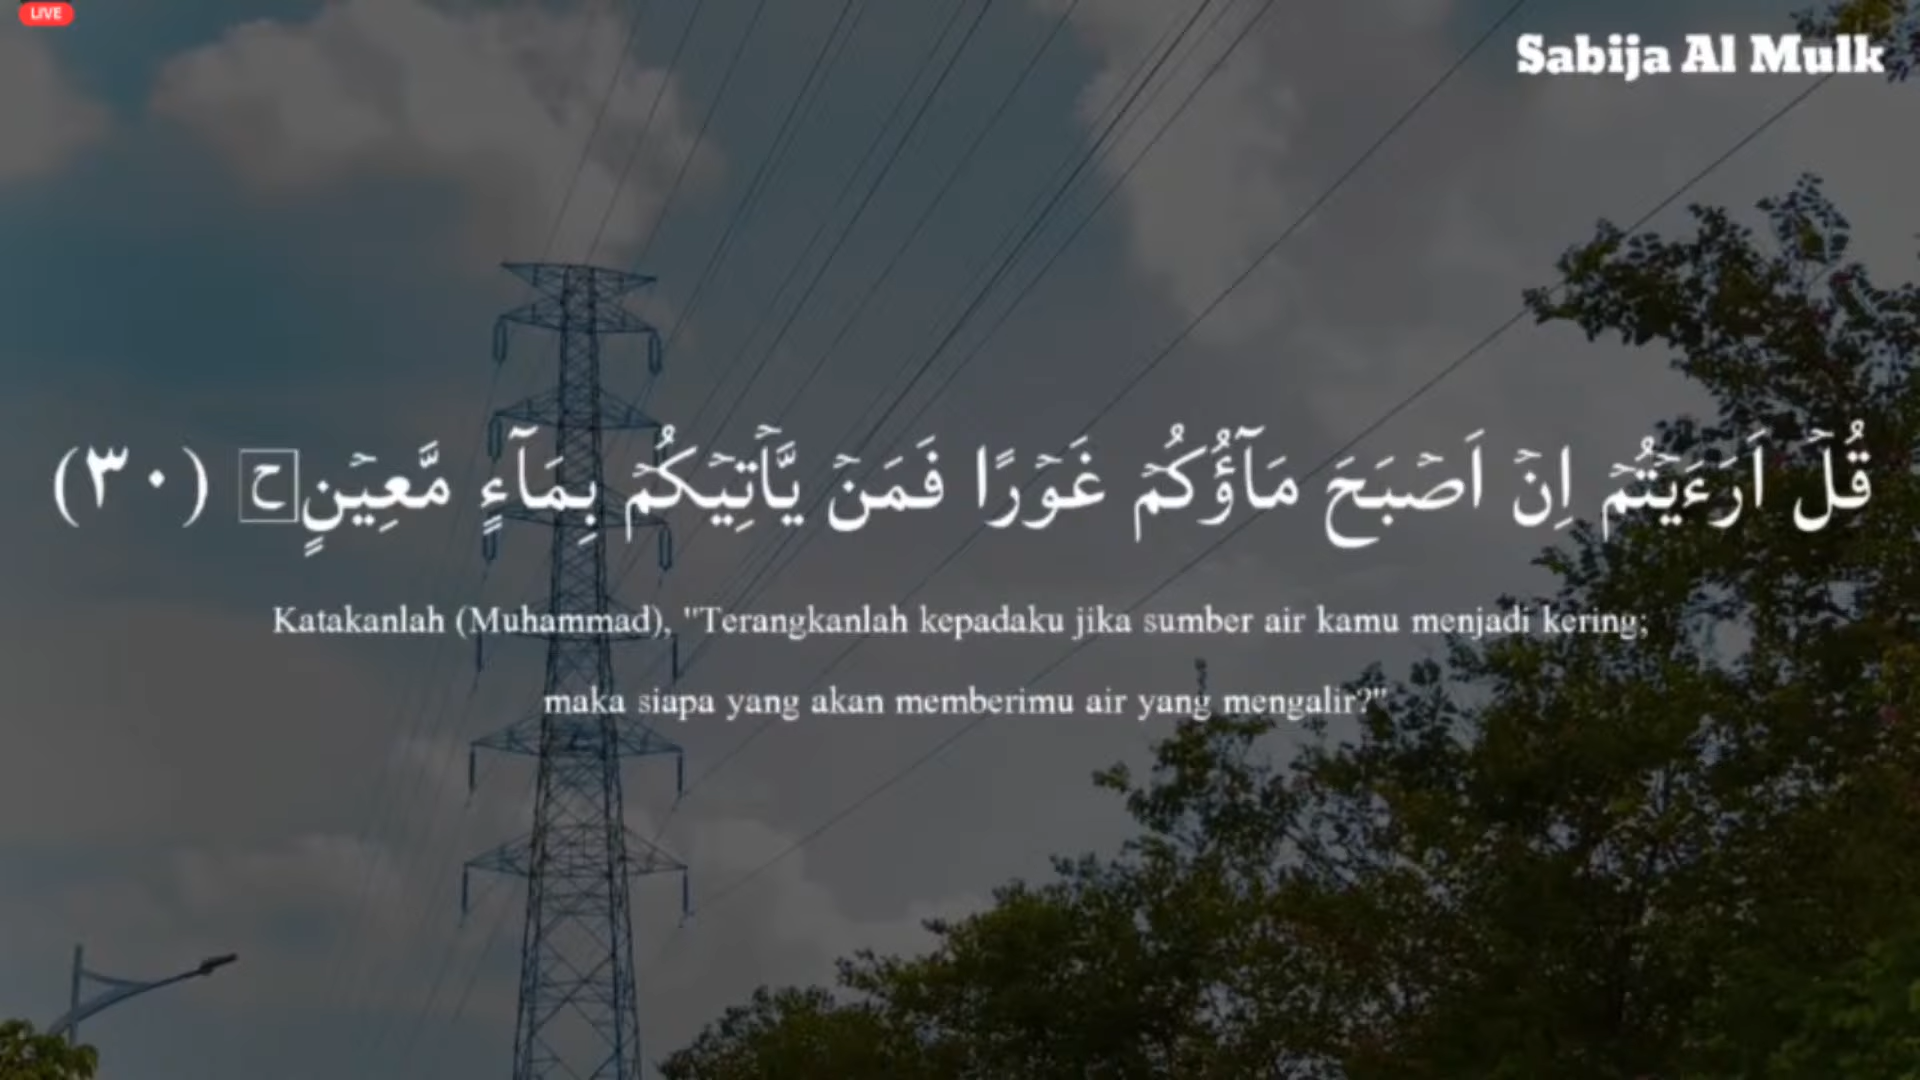 LIVE
Sabija Al Mulk
قُلۡ اَرَءَيۡتُمۡ اِنۡ اَصۡبَحَ مَآؤُكُمۡ غَوۡرًا فَمَنۡ يَّاۡتِيۡكُمۡ بِمَآءٍ مَّعِيۡنٍ ح (٣٠)
Katakanlah (Muhammad), "Terangkanlah kepadaku jika sumber air kamu menjadi kering;
maka siapa yang akan memberimu air yang mengalir?"